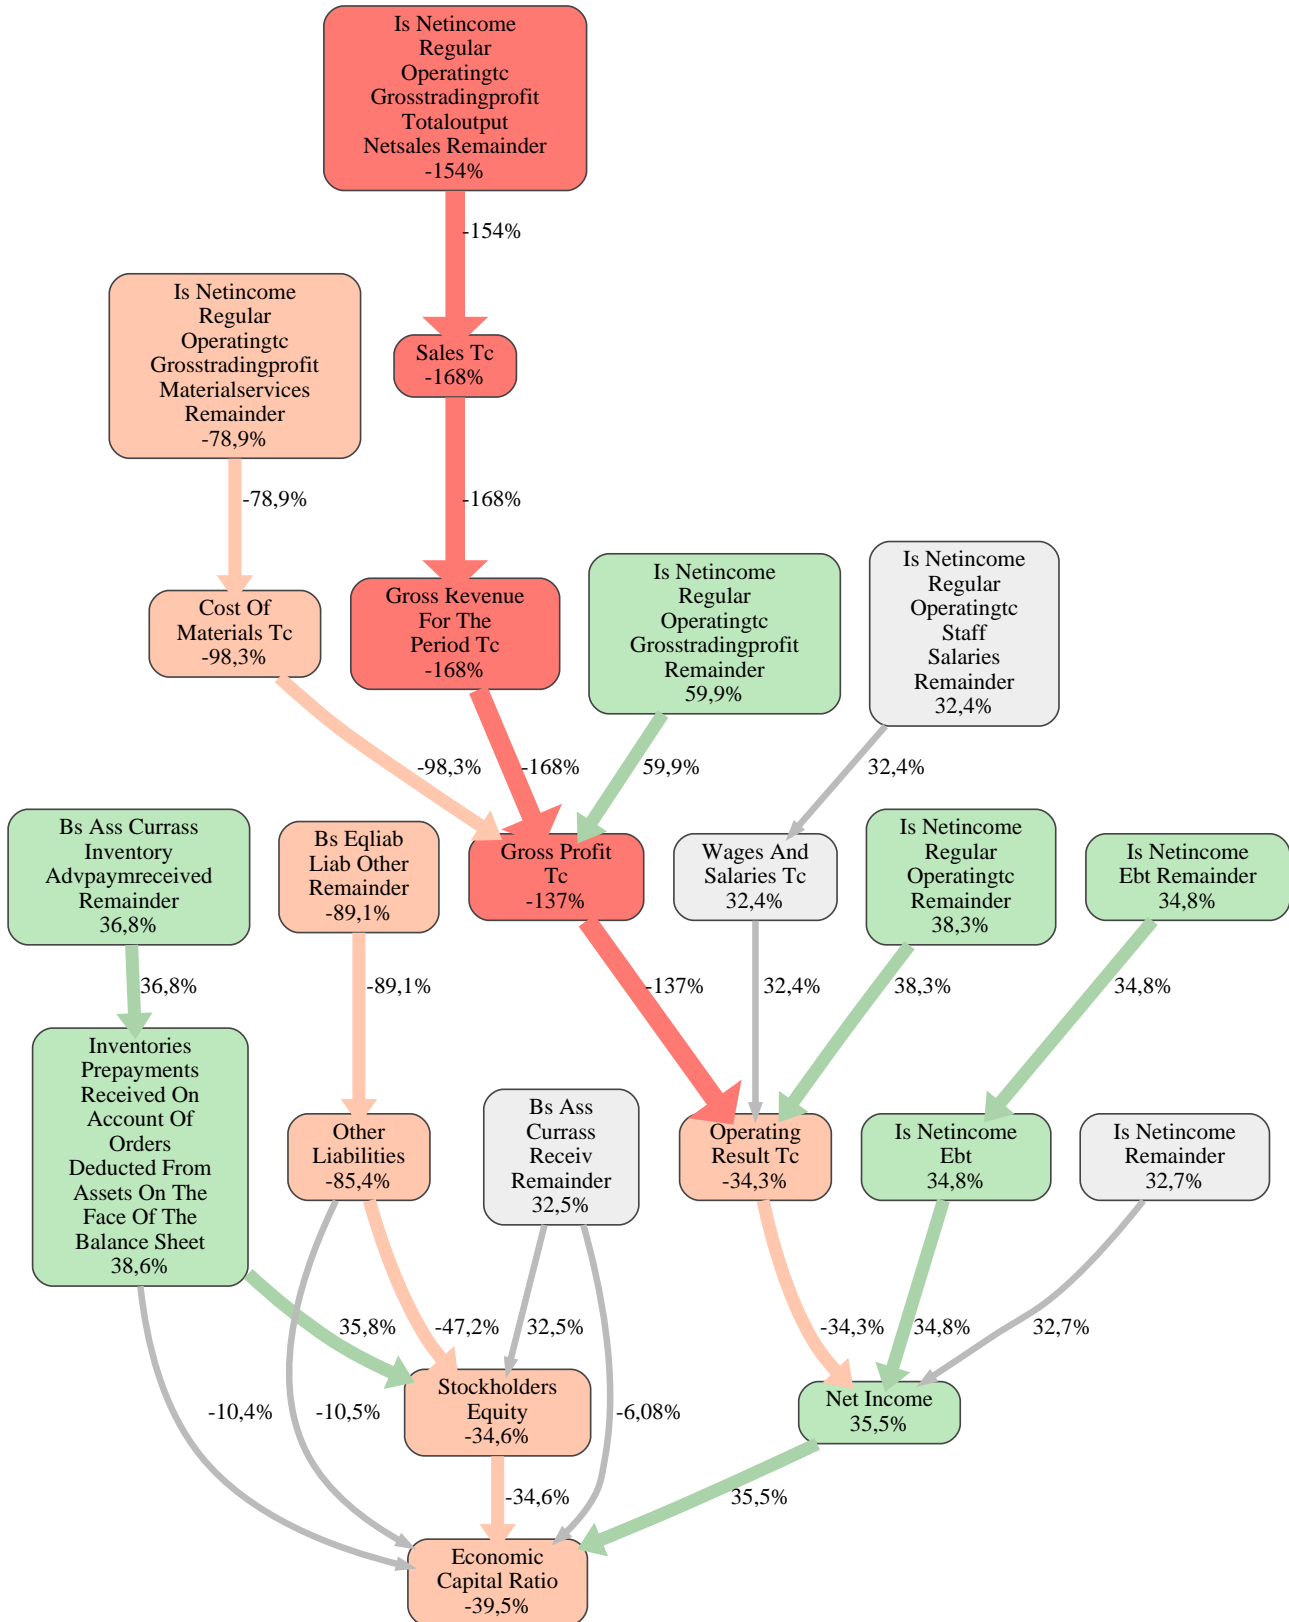 Is Netincome
Regular
Operatingtc
Grosstradingprofit
Totaloutput
Netsales Remainder
-154%
-154%
Is Netincome
Regular
Operatingtc
Grosstradingprofit
Materialservices
Remainder
-78,9%
Sales Tc
-168%
-78,9%
-168%
Cost Of
Materials Tc
-98,3%
Gross Revenue
For The
Period Tc
-168%
Is Netincome
Regular
Operatingtc
Grosstradingprofit
Remainder
59,9%
Is Netincome
Regular
Operatingtc
Staff
Salaries
Remainder
32,4%
-98,3%
-168%
59,9%
32,4%
Bs Ass Currass
Inventory
Advpaymreceived
Remainder
36,8%
Bs Eqliab
Liab Other
Remainder
-89,1%
Gross Profit
Tc
-137%
Wages And
Salaries Tc
32,4%
Is Netincome
Regular
Operatingtc
Remainder
38,3%
Is Netincome
Ebt Remainder
34,8%
36,8%
-89,1%
-137%
32,4%
38,3%
34,8%
Inventories
Prepayments
Received On
Account Of
Orders
Deducted From
Assets On The
Face Of The
Balance Sheet
38,6%
Other
Liabilities
-85,4%
Bs Ass
Currass
Receiv
Remainder
32,5%
Operating
Result Tc
-34,3%
Is Netincome
Ebt
34,8%
Is Netincome
Remainder
32,7%
35,8%
-47,2%
32,5%
-34,3%
34,8%
32,7%
-10,4%
-10,5%
Stockholders
Equity
-34,6%
-6,08%
Net Income
35,5%
-34,6%
35,5%
Economic
Capital Ratio
-39,5%